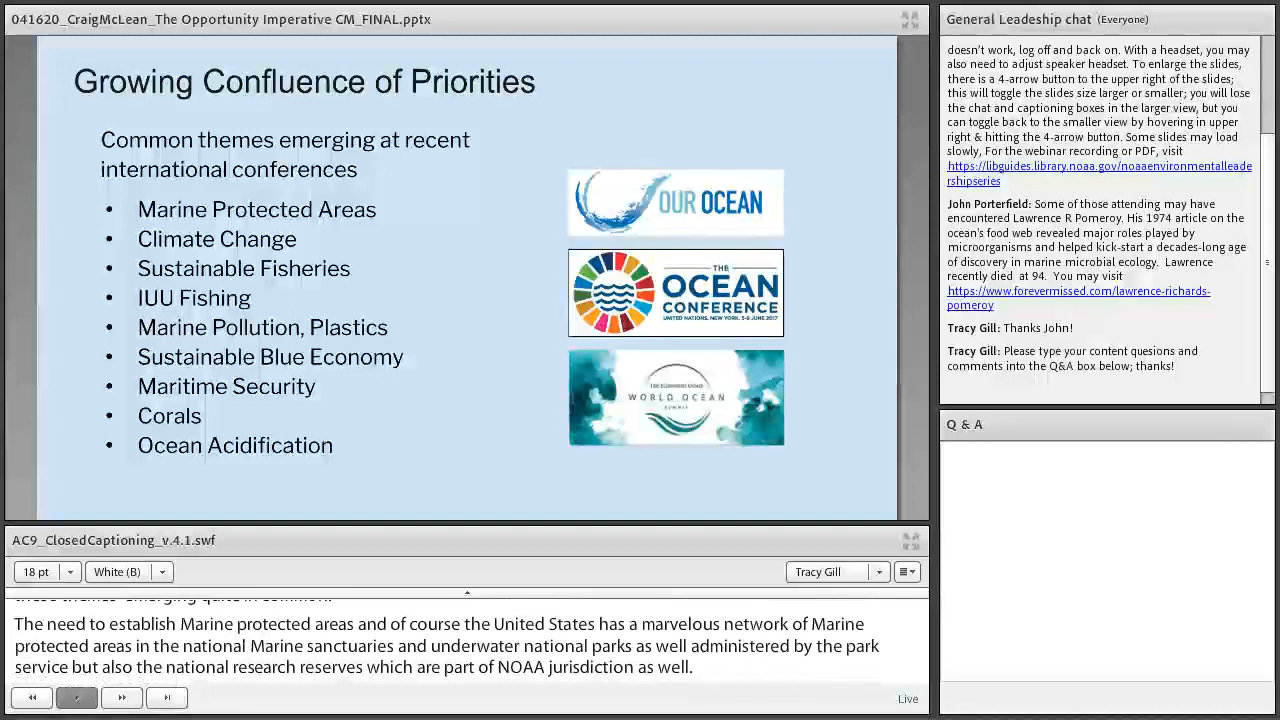 041620_CraigMcLean_The Opportunity Imperative CM_FINAL.pptx
Growing Confluence of Priorities
Common themes emerging at recent
international conferences
• Marine Protected Areas
• Climate Change
• Sustainable Fisheries
• IUU Fishing
• Marine Pollution, Plastics
• Sustainable Blue Economy
• Maritime Security
• Corals
• Ocean Acidification
OUR OCEAN
THE
OCEAN
CONFERENCE
UNITED NATIONS, NEW YORK, 5-9 JUNE 2017
WORLD OCEAN
SUMMIT
AC9_ClosedCaptioning_v.4.1.swf
18 pt
White (B)
Tracy Gill
The need to establish Marine protected areas and of course the United States has a marvelous network of Marine
protected areas in the national Marine sanctuaries and underwater national parks as well administered by the park
service but also the national research reserves which are part of NOAA jurisdiction as well.
Live
General Leadership chat (Everyone)
doesn't work, log off and back on. With a headset, you may
also need to adjust speaker headset. To enlarge the slides,
there is a 4-arrow button to the upper right of the slides;
this will toggle the slides size larger or smaller; you will lose
the chat and captioning boxes in the larger view, but you
can toggle back to the smaller view by hovering in upper
right & hitting the 4-arrow button. Some slides may load
slowly, For the webinar recording or PDF, visit
https://libguides.library.noaa.gov/noaaenvironmentalleade
rshipseries
John Porterfield: Some of those attending may have
encountered Lawrence R Pomeroy. His 1974 article on the
ocean's food web revealed major roles played by
microorganisms and helped kick-start a decades-long age
of discovery in marine microbial ecology. Lawrence
recently died at 94. You may visit
https://www.forevermissed.com/lawrence-richards-
pomeroy
Tracy Gill: Thanks John!
Tracy Gill: Please type your content quesions and
comments into the Q&A box below; thanks!
Q & A